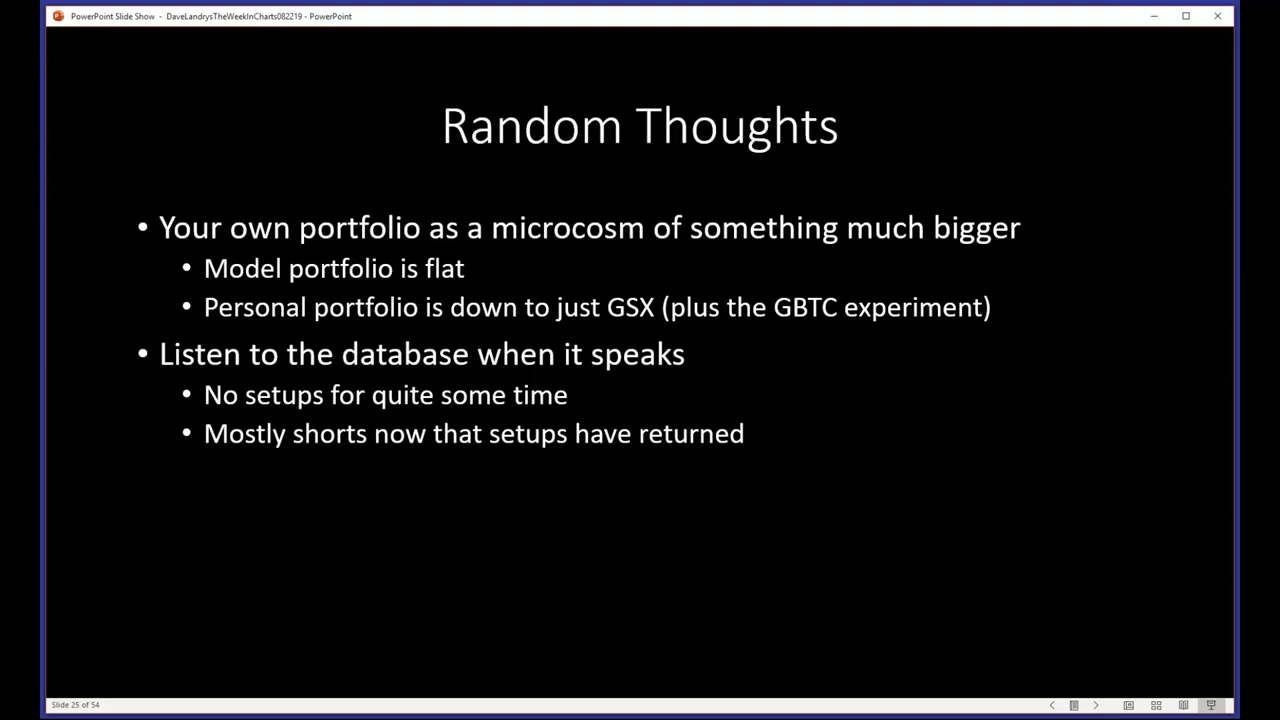 PowerPoint Slide Show - DaveLandrysTheWeekInCharts082219 - PowerPoint
Random Thoughts
• Your own portfolio as a microcosm of something much bigger
• Model portfolio is flat
• Personal portfolio is down to just GSX (plus the GBTC experiment)
• Listen to the database when it speaks
• No setups for quite some time
• Mostly shorts now that setups have returned
Slide 25 of 54